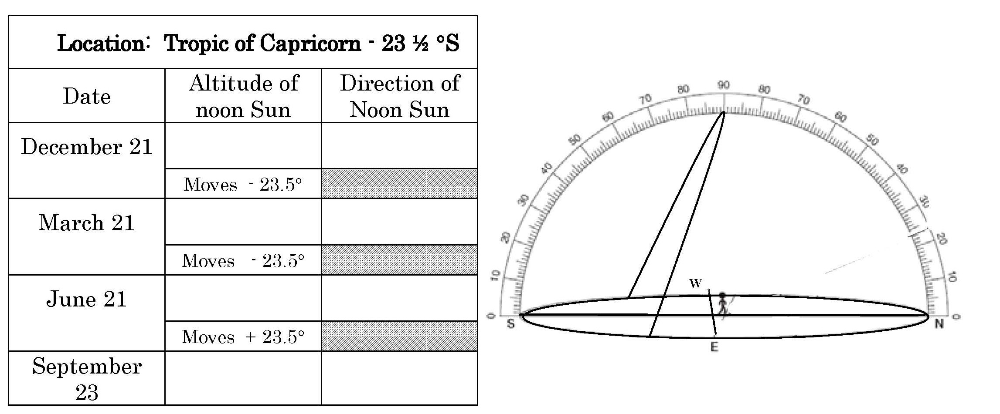 Location: Tropic of Capricorn - 23 ½ °S
Date
Altitude of
noon Sun
Direction of
Noon Sun
December 21
Moves - 23.5°
March 21
Moves - 23.5°
June 21
Moves + 23.5°
September
23
0
10
20
30
40
50
60
70
80
90
80
70
60
50
40
30
20
10
0
W
S
N
E